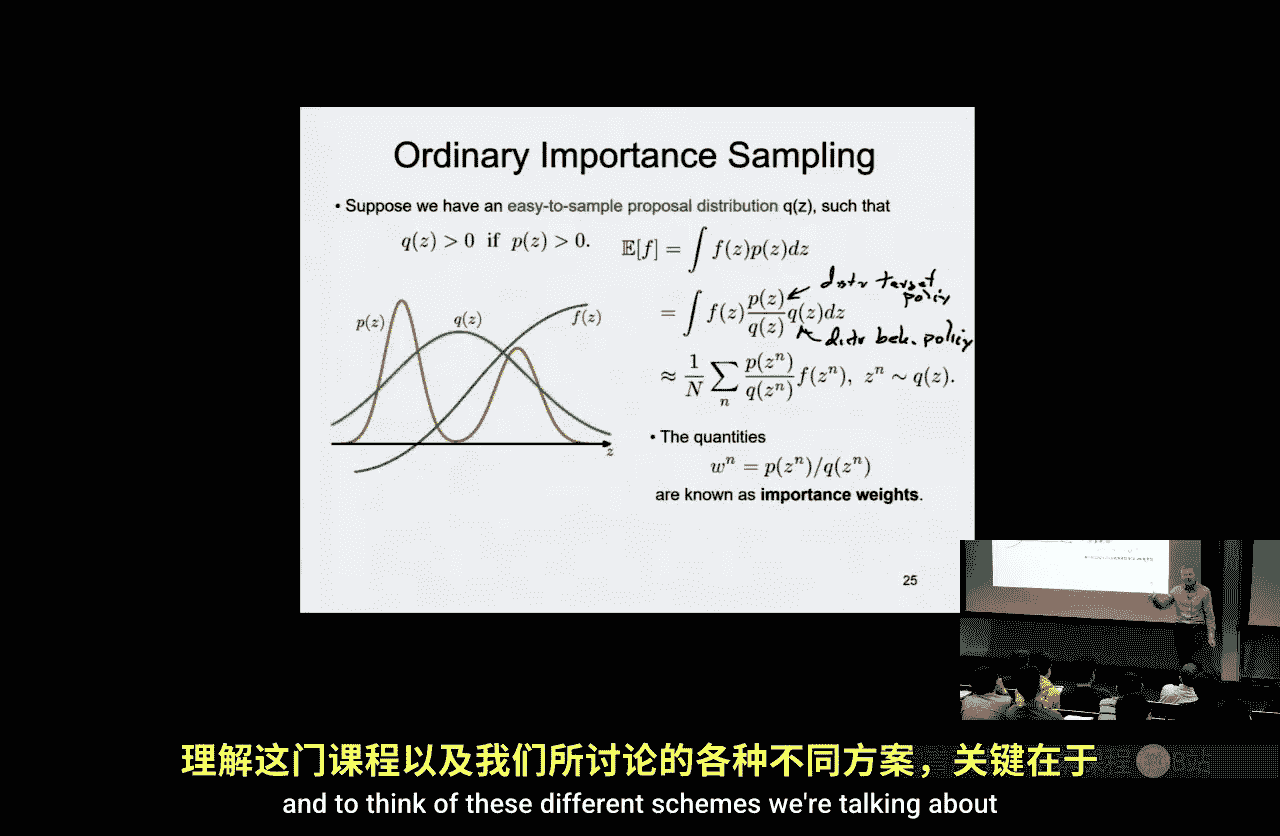 Ordinary Importance Sampling
• Suppose we have an easy-to-sample proposal distribution q(z), such that
q(z) > 0 if p(z) > 0.
𝔼[f] = ∫ f(z)p(z)dz
= ∫ f(z) p(z)/q(z) q(z)dz
distr target policy
distr beh. policy
≈ 1/N ∑_n p(zⁿ)/q(zⁿ) f(zⁿ), zⁿ ∼ q(z).
p(z)
q(z)
f(z)
z
• The quantities
wⁿ = p(zⁿ)/q(zⁿ)
are known as importance weights.
25
理解这门课程以及我们所讨论的各种不同方案，关键在于
and to think of these different schemes we're talking about